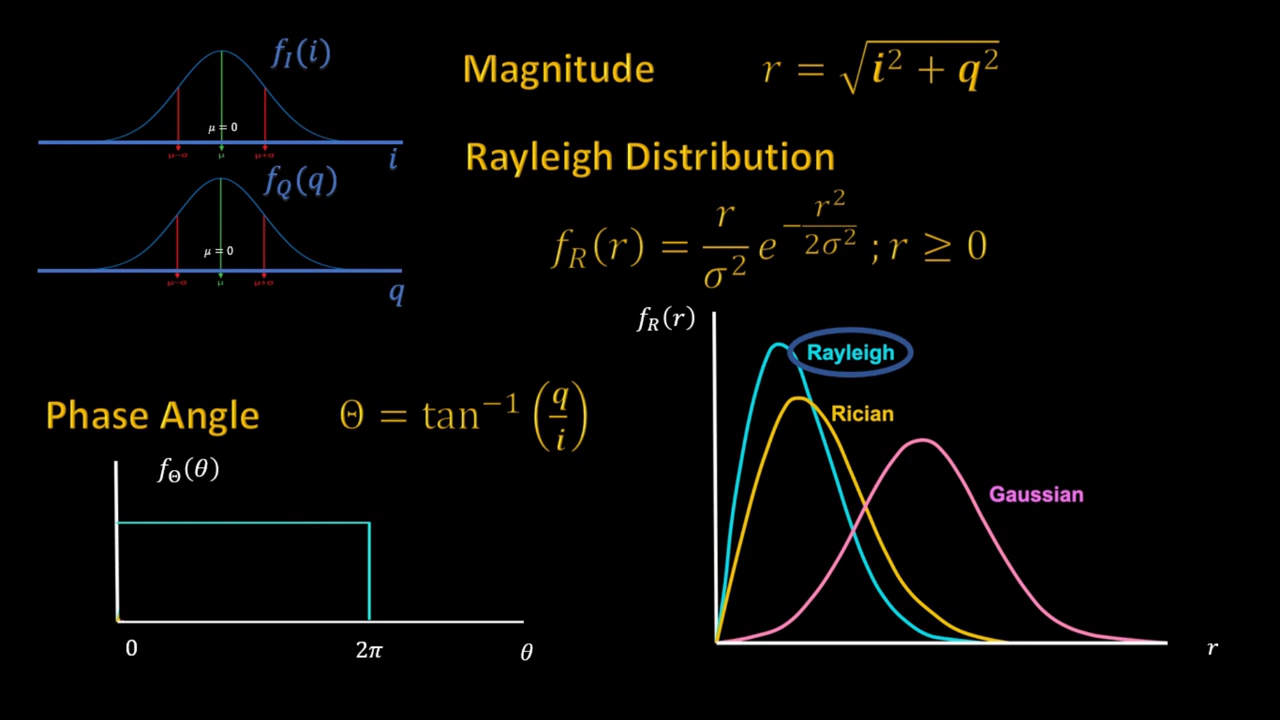 f_I(i)
μ = 0
μ−σ μ μ+σ
i
f_Q(q)
μ = 0
μ−σ μ μ+σ
q
Magnitude r = √(i² + q²)
Rayleigh Distribution
f_R(r) = r/σ² e^(−r²/2σ²) ; r ≥ 0
Phase Angle Θ = tan⁻¹(q/i)
f_Θ(θ)
0 2π θ
f_R(r)
Rayleigh
Rician
Gaussian
r